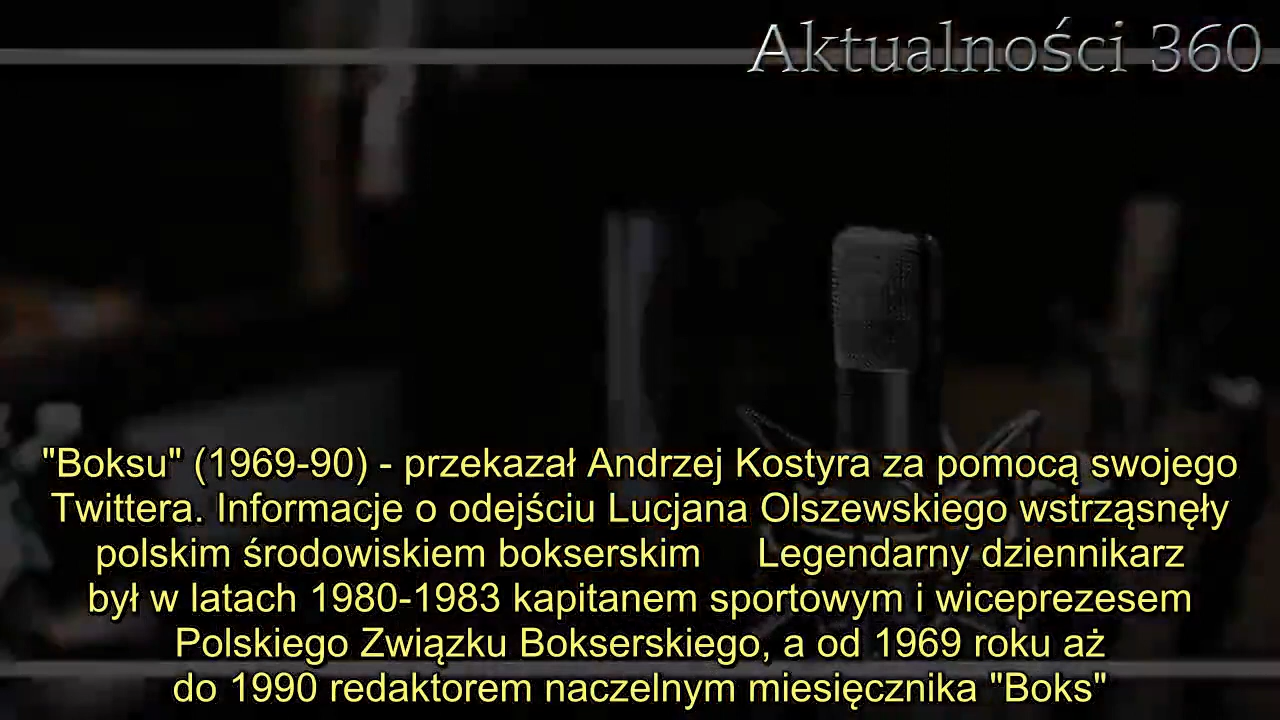 Aktualności 360
"Boksu" (1969-90) - przekazał Andrzej Kostyra za pomocą swojego
Twittera. Informacje o odejściu Lucjana Olszewskiego wstrząsnęły
polskim środowiskiem bokserskim Legendarny dziennikarz
był w latach 1980-1983 kapitanem sportowym i wiceprezesem
Polskiego Związku Bokserskiego, a od 1969 roku aż
do 1990 redaktorem naczelnym miesięcznika "Boks"